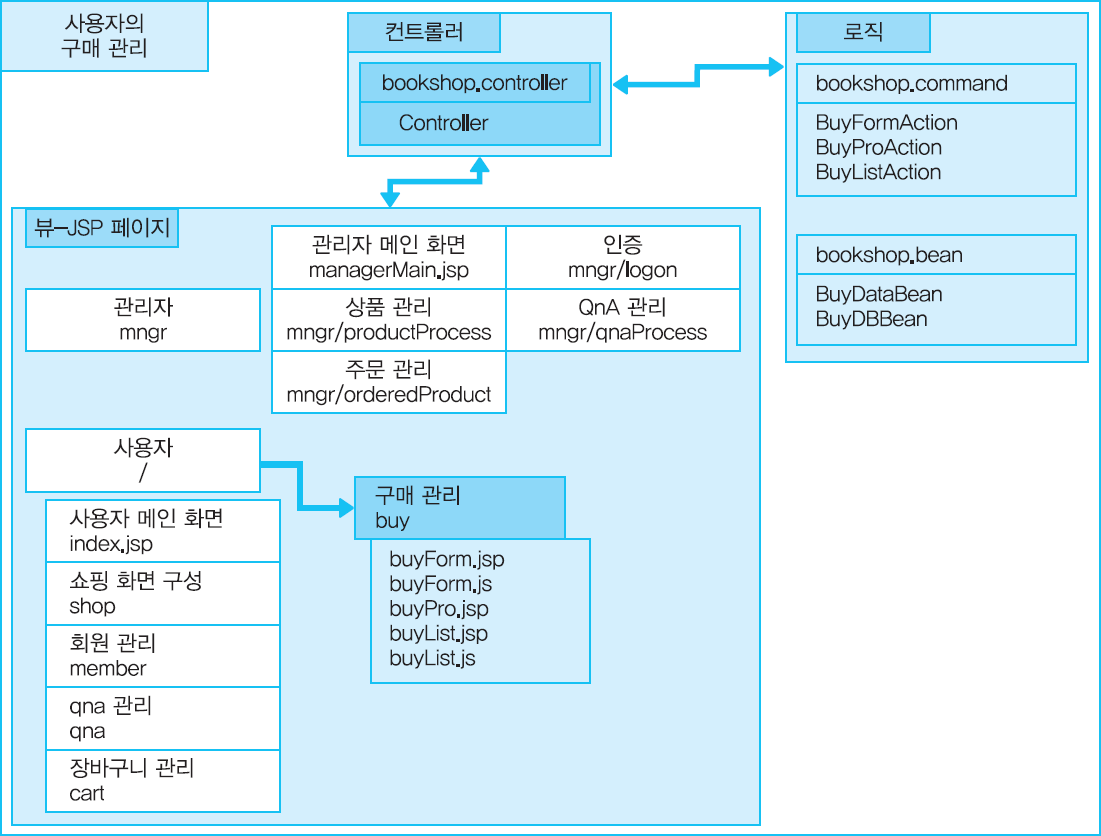 사용자의
구매 관리
컨트롤러
bookshop.controller
Controller
로직
bookshop.command
BuyFormAction
BuyProAction
BuyListAction
bookshop.bean
BuyDataBean
BuyDBBean
뷰-JSP 페이지
관리자
mngr
관리자 메인 화면
managerMain.jsp
인증
mngr/logon
상품 관리
mngr/productProcess
QnA 관리
mngr/qnaProcess
주문 관리
mngr/orderedProduct
사용자
/
사용자 메인 화면
index.jsp
쇼핑 화면 구성
shop
회원 관리
member
qna 관리
qna
장바구니 관리
cart
구매 관리
buy
buyForm.jsp
buyForm.js
buyPro.jsp
buyList.jsp
buyList.js